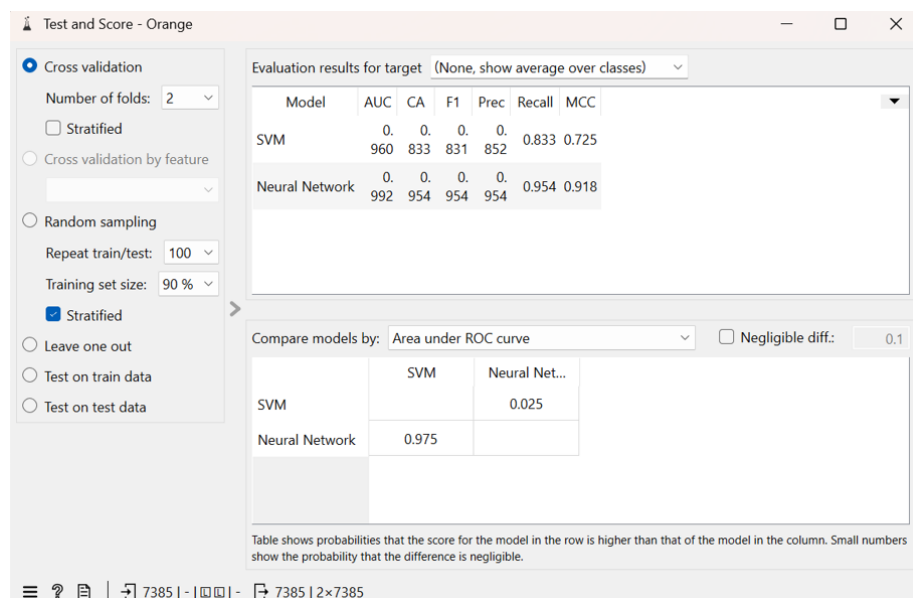 Test and Score - Orange
Cross validation
Number of folds: 2
Stratified
Cross validation by feature
Random sampling
Repeat train/test: 100
Training set size: 90 %
Stratified
Leave one out
Test on train data
Test on test data
Evaluation results for target (None, show average over classes)
Model AUC CA F1 Prec Recall MCC
SVM 0.960 0.833 0.831 0.852 0.833 0.725
Neural Network 0.992 0.954 0.954 0.954 0.954 0.918
Compare models by: Area under ROC curve Negligible diff.: 0.1
SVM Neural Net...
SVM 0.025
Neural Network 0.975
Table shows probabilities that the score for the model in the row is higher than that of the model in the column. Small numbers
show the probability that the difference is negligible.
7385 | - | - 7385 | 2×7385